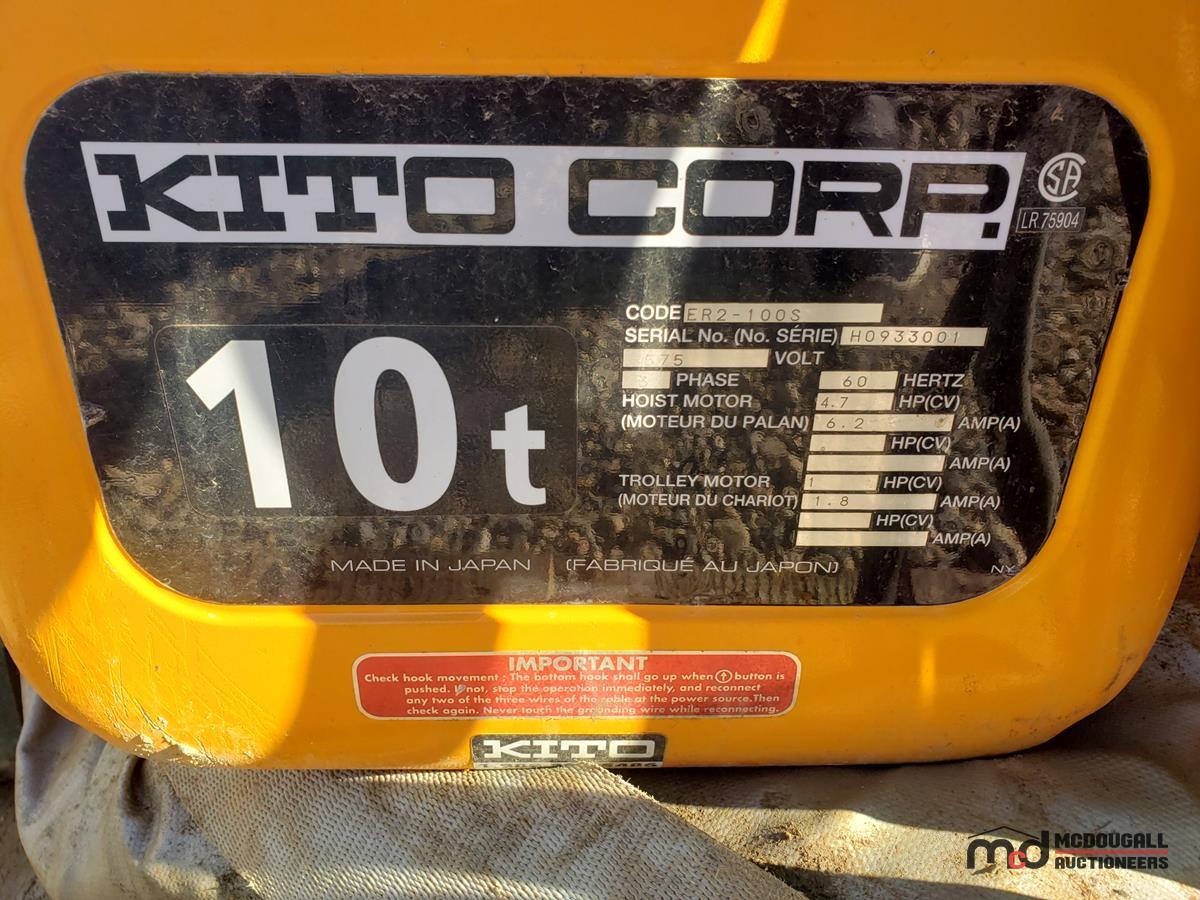 KITO CORP.
SA
LR 75904
10t
CODE ER2-100S
SERIAL No. (No. SÉRIE) H0933001
575 VOLT
3 PHASE 60 HERTZ
HOIST MOTOR 4.7 HP(CV)
(MOTEUR DU PALAN) 6.2 AMP(A)
HP(CV)
AMP(A)
TROLLEY MOTOR 1 HP(CV)
(MOTEUR DU CHARIOT) 1.8 AMP(A)
HP(CV)
AMP(A)
MADE IN JAPAN (FABRIQUÉ AU JAPON)
NY
IMPORTANT
Check hook movement ; The bottom hook shall go up when ↑ button is
pushed. If not, stop the operation immediately, and reconnect
any two of the three wires of the cable at the power source. Then
check again. Never touch the grounding wire while reconnecting.
KITO
mcd MCDOUGALL
AUCTIONEERS